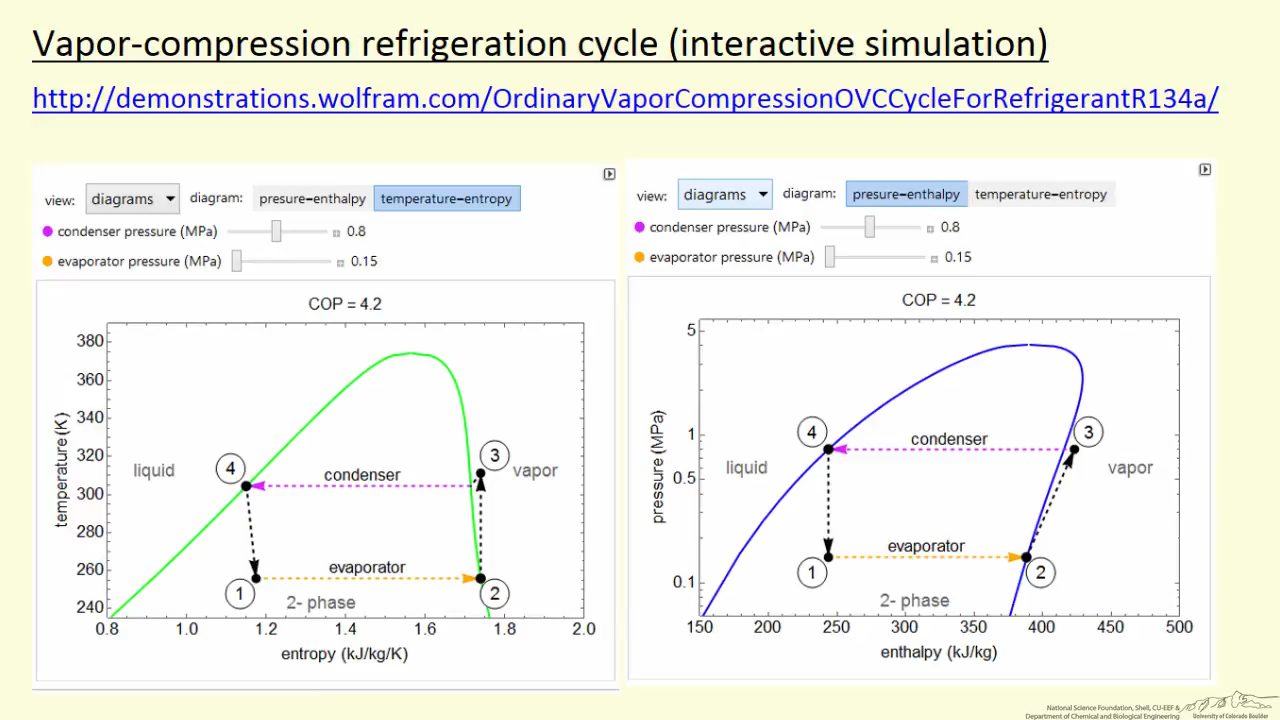 Vapor-compression refrigeration cycle (interactive simulation)
http://demonstrations.wolfram.com/OrdinaryVaporCompressionOVCCycleForRefrigerantR134a/
view: diagrams diagram: presure-enthalpy temperature-entropy
condenser pressure (MPa) 0.8
evaporator pressure (MPa) 0.15
COP = 4.2
380
360
340
320
300
280
260
240
temperature (K)
liquid
4
condenser
3
vapor
evaporator
1
2- phase
2
0.8 1.0 1.2 1.4 1.6 1.8 2.0
entropy (kJ/kg/K)
view: diagrams diagram: presure-enthalpy temperature-entropy
condenser pressure (MPa) 0.8
evaporator pressure (MPa) 0.15
COP = 4.2
5
1
0.5
0.1
pressure (MPa)
4
condenser
3
liquid
vapor
evaporator
1
2- phase
2
150 200 250 300 350 400 450 500
enthalpy (kJ/kg)
National Science Foundation, Shell, CU-EEF &
Department of Chemical and Biological Engineering
University of Colorado Boulder